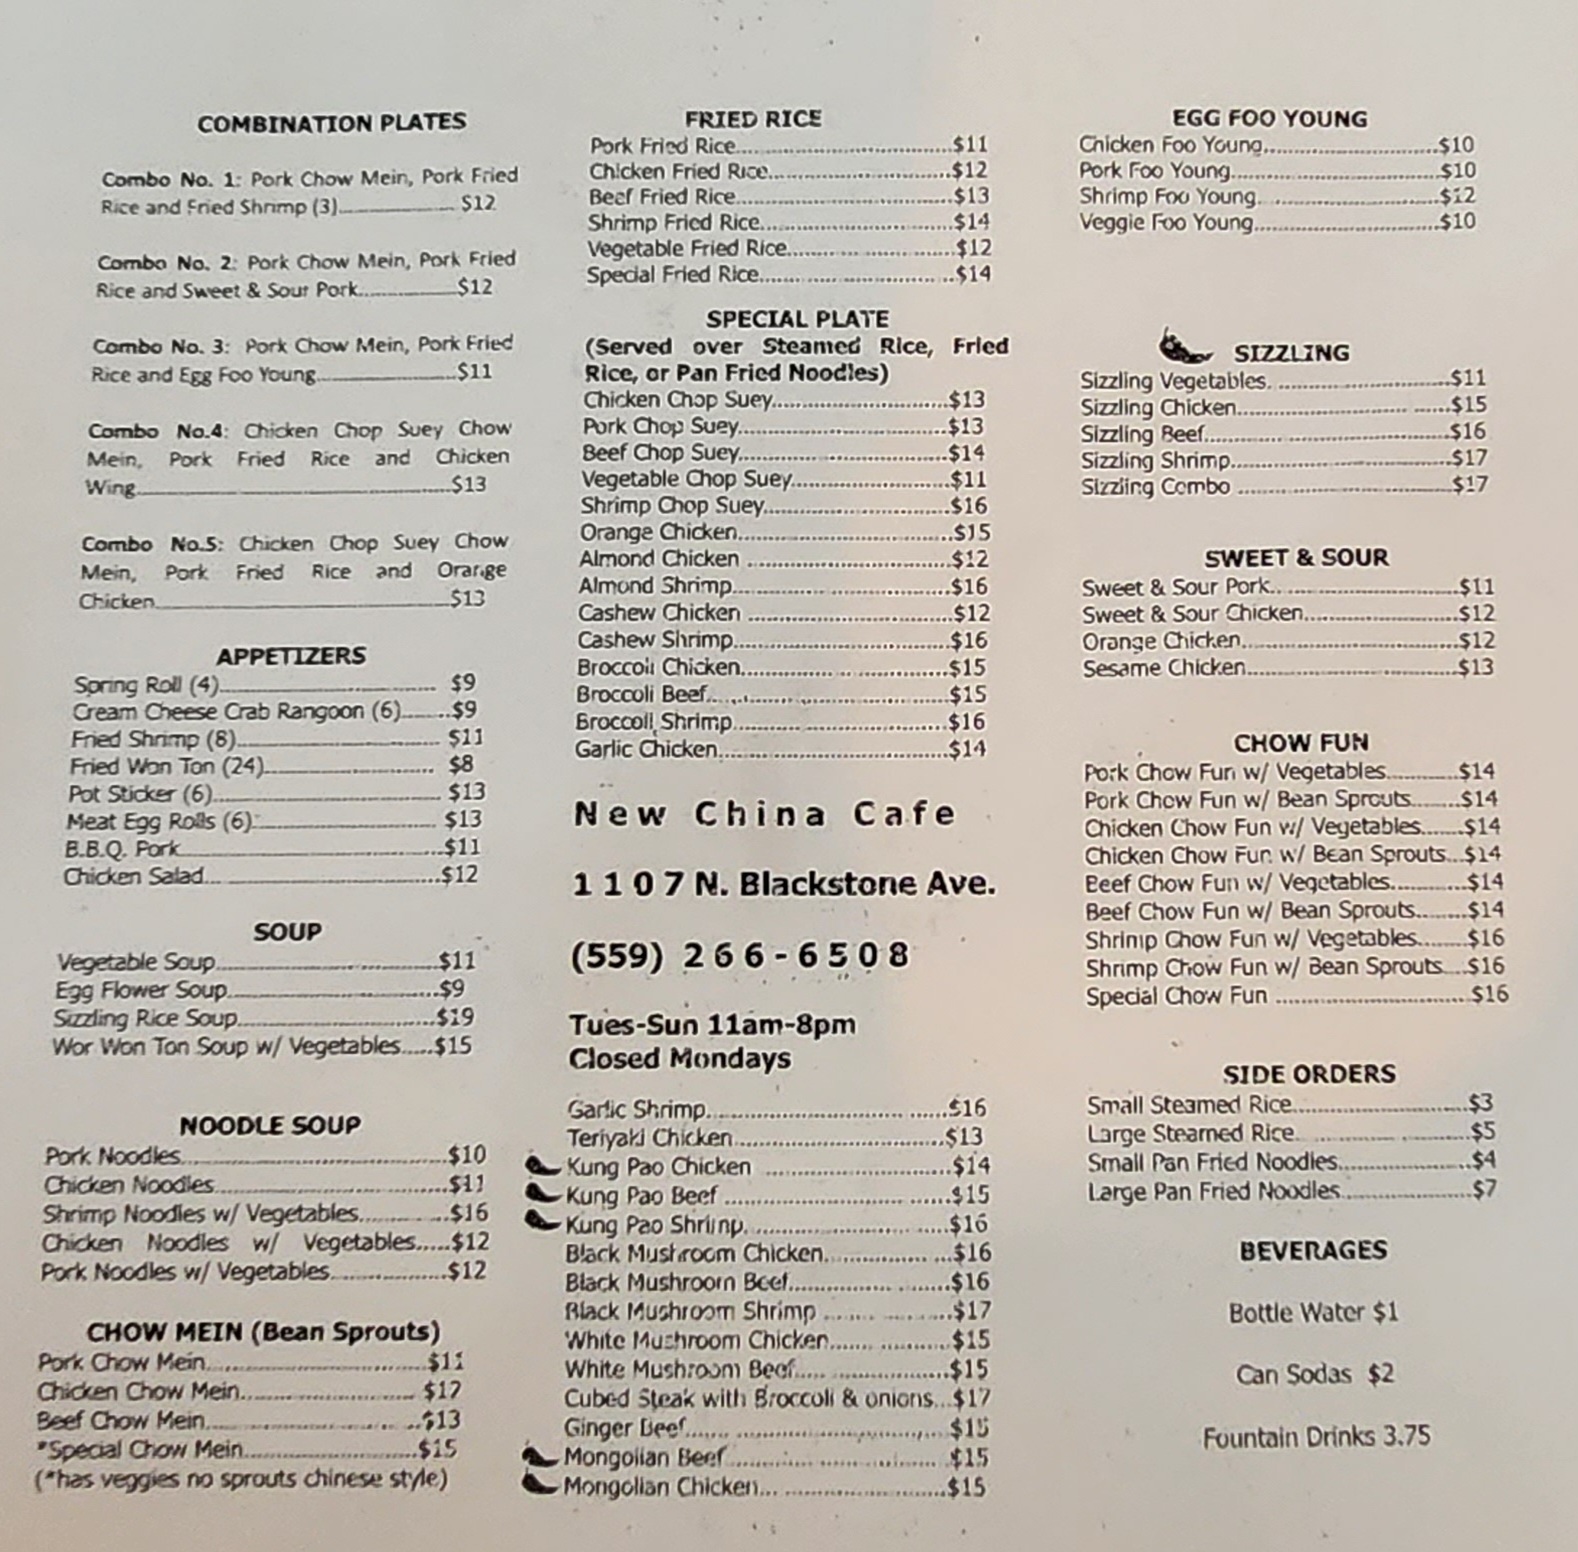 COMBINATION PLATES
Combo No. 1: Pork Chow Mein, Pork Fried
Rice and Fried Shrimp (3) $12
Combo No. 2: Pork Chow Mein, Pork Fried
Rice and Sweet & Sour Pork $12
Combo No. 3: Pork Chow Mein, Pork Fried
Rice and Egg Foo Young $11
Combo No.4: Chicken Chop Suey Chow
Mein, Pork Fried Rice and Chicken
Wing $13
Combo No.5: Chicken Chop Suey Chow
Mein, Pork Fried Rice and Orange
Chicken $13
APPETIZERS
Spring Roll (4) $9
Cream Cheese Crab Rangoon (6) $9
Fried Shrimp (8) $11
Fried Won Ton (24) $8
Pot Sticker (6) $13
Meat Egg Rolls (6) $13
B.B.Q. Pork $11
Chicken Salad $12
SOUP
Vegetable Soup $11
Egg Flower Soup $9
Sizzling Rice Soup $19
Wor Won Ton Soup w/ Vegetables $15
NOODLE SOUP
Pork Noodles $10
Chicken Noodles $11
Shrimp Noodles w/ Vegetables $16
Chicken Noodles w/ Vegetables $12
Pork Noodles w/ Vegetables $12
CHOW MEIN (Bean Sprouts)
Pork Chow Mein $11
Chicken Chow Mein $12
Beef Chow Mein $13
*Special Chow Mein $15
(*has veggies no sprouts chinese style)
FRIED RICE
Pork Fried Rice $11
Chicken Fried Rice $12
Beef Fried Rice $13
Shrimp Fried Rice $14
Vegetable Fried Rice $12
Special Fried Rice $14
SPECIAL PLATE
(Served over Steamed Rice, Fried
Rice, or Pan Fried Noodles)
Chicken Chop Suey $13
Pork Chop Suey $13
Beef Chop Suey $14
Vegetable Chop Suey $11
Shrimp Chop Suey $16
Orange Chicken $15
Almond Chicken $12
Almond Shrimp $16
Cashew Chicken $12
Cashew Shrimp $16
Broccoli Chicken $15
Broccoli Beef $15
Broccoli Shrimp $16
Garlic Chicken $14
New China Cafe
1107 N. Blackstone Ave.
(559) 266-6508
Tues-Sun 11am-8pm
Closed Mondays
Garlic Shrimp $16
Teriyaki Chicken $13
Kung Pao Chicken $14
Kung Pao Beef $15
Kung Pao Shrimp $16
Black Mushroom Chicken $16
Black Mushroom Beef $16
Black Mushroom Shrimp $17
White Mushroom Chicken $15
White Mushroom Beef $15
Cubed Steak with Broccoli & onions $17
Ginger Beef $15
Mongolian Beef $15
Mongolian Chicken $15
EGG FOO YOUNG
Chicken Foo Young $10
Pork Foo Young $10
Shrimp Foo Young $12
Veggie Foo Young $10
SIZZLING
Sizzling Vegetables $11
Sizzling Chicken $15
Sizzling Beef $16
Sizzling Shrimp $17
Sizzling Combo $17
SWEET & SOUR
Sweet & Sour Pork $11
Sweet & Sour Chicken $12
Orange Chicken $12
Sesame Chicken $13
CHOW FUN
Pork Chow Fun w/ Vegetables $14
Pork Chow Fun w/ Bean Sprouts $14
Chicken Chow Fun w/ Vegetables $14
Chicken Chow Fun w/ Bean Sprouts $14
Beef Chow Fun w/ Vegetables $14
Beef Chow Fun w/ Bean Sprouts $14
Shrimp Chow Fun w/ Vegetables $16
Shrimp Chow Fun w/ Bean Sprouts $16
Special Chow Fun $16
SIDE ORDERS
Small Steamed Rice $3
Large Steamed Rice $5
Small Pan Fried Noodles $4
Large Pan Fried Noodles $7
BEVERAGES
Bottle Water $1
Can Sodas $2
Fountain Drinks 3.75